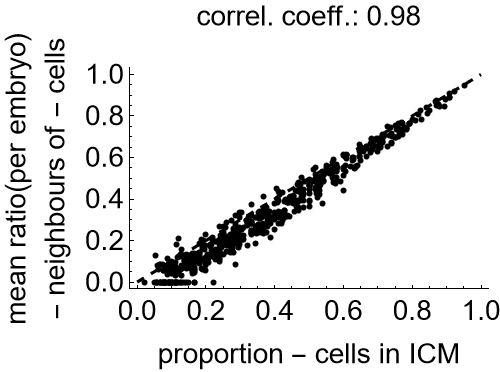 correl. coeff.: 0.98
mean ratio(per embryo)
− neighbours of − cells
1.0
0.8
0.6
0.4
0.2
0.0
0.0 0.2 0.4 0.6 0.8 1.0
proportion − cells in ICM